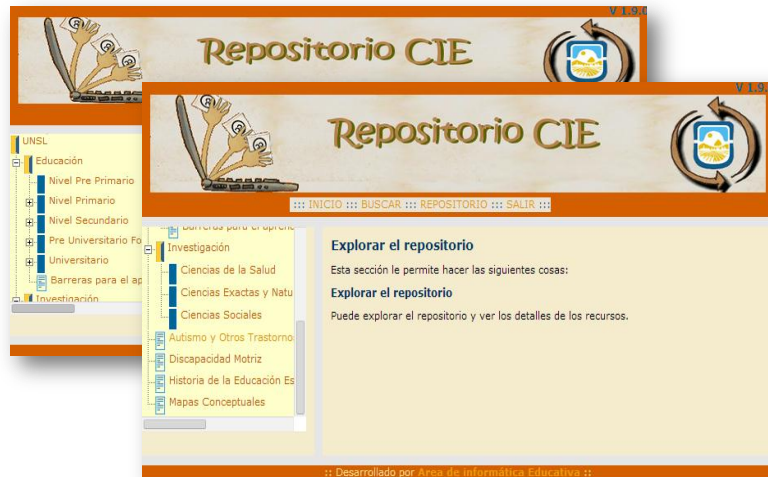 V 1.9.0
Repositorio CIE
UNSL
Educación
Nivel Pre Primario
Nivel Primario
Nivel Secundario
Pre Universitario Fo
Universitario
Barreras para el ap
Investigación
V 1.9.
Repositorio CIE
::: INICIO ::: BUSCAR ::: REPOSITORIO ::: SALIR :::
Barreras para el aprend
Investigación
Ciencias de la Salud
Ciencias Exactas y Natu
Ciencias Sociales
Autismo y Otros Trastorno
Discapacidad Motriz
Historia de la Educación Es
Mapas Conceptuales
Explorar el repositorio
Esta sección le permite hacer las siguientes cosas:
Explorar el repositorio
Puede explorar el repositorio y ver los detalles de los recursos.
:: Desarrollado por Area de informática Educativa ::